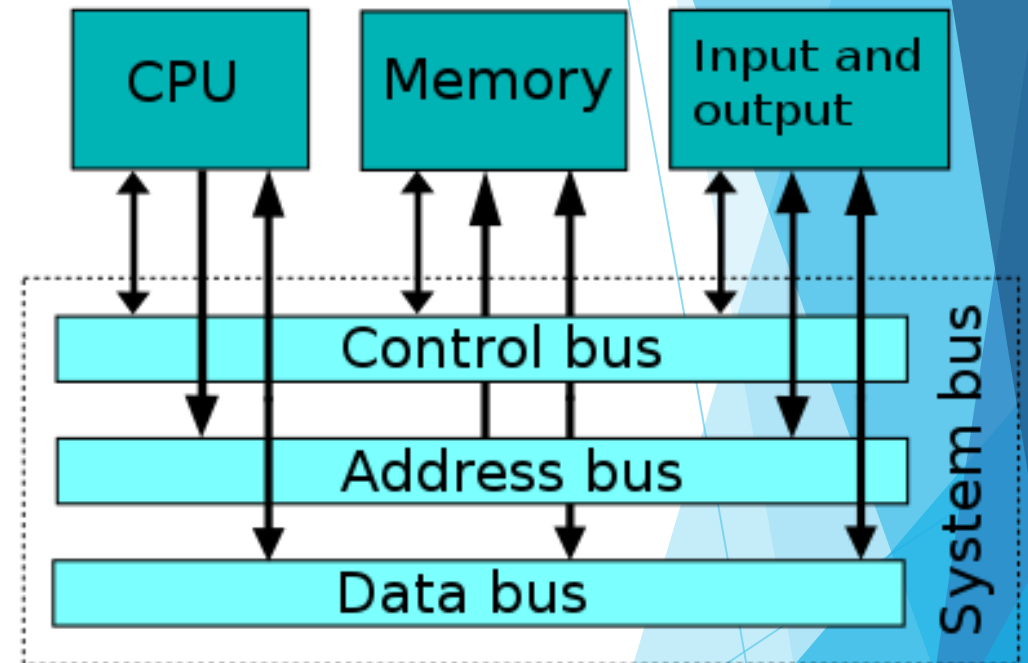 CPU
Memory
Input and
output
Control bus
Address bus
Data bus
System bus